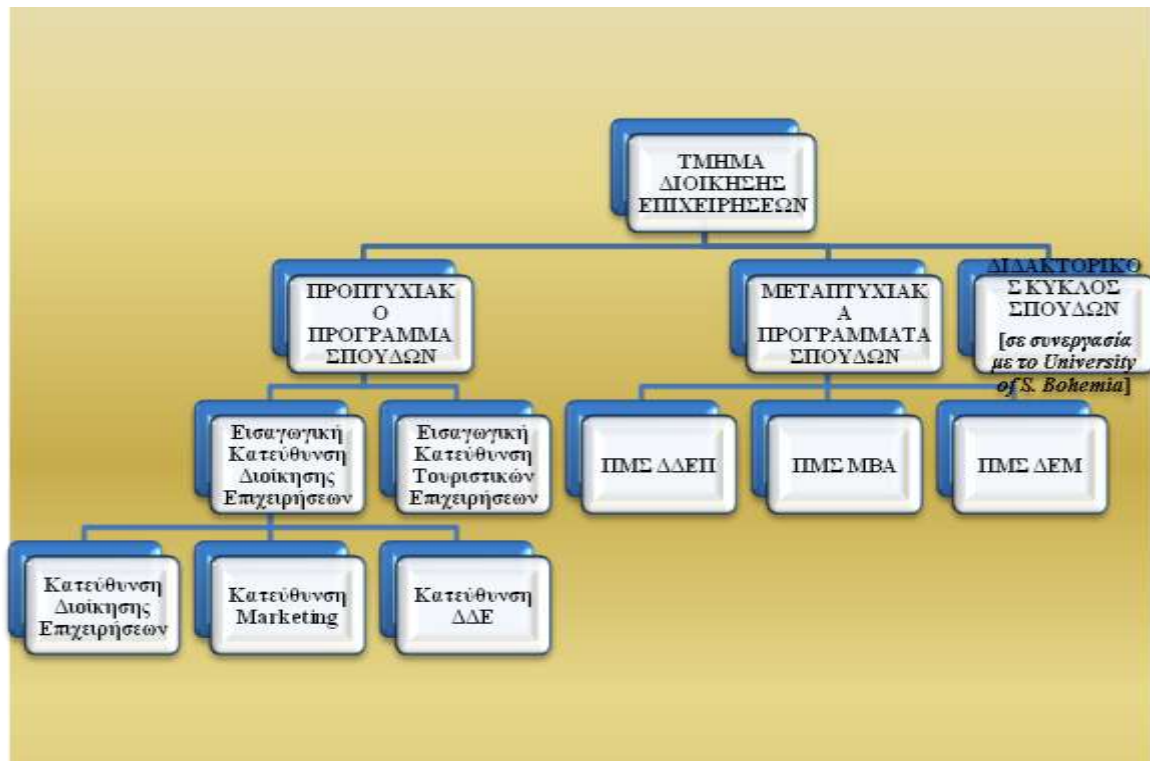 ΤΜΗΜΑ
ΔΙΟΙΚΗΣΗΣ
ΕΠΙΧΕΙΡΗΣΕΩΝ
ΠΡΟΠΤΥΧΙΑΚ
Ο
ΠΡΟΓΡΑΜΜΑ
ΣΠΟΥΔΩΝ
ΜΕΤΑΠΤΥΧΙΑΚ
Α
ΠΡΟΓΡΑΜΜΑΤΑ
ΣΠΟΥΔΩΝ
ΔΙΔΑΚΤΟΡΙΚΟ
Σ ΚΥΚΛΟΣ
ΣΠΟΥΔΩΝ
[σε συνεργασία
με το University
of S. Bohemia]
Εισαγωγική
Κατεύθυνση
Διοίκησης
Επιχειρήσεων
Εισαγωγική
Κατεύθυνση
Τουριστικών
Επιχειρήσεων
ΠΜΣ ΔΔΕΠ
ΠΜΣ MBA
ΠΜΣ ΔΕΜ
Κατεύθυνση
Διοίκησης
Επιχειρήσεων
Κατεύθυνση
Marketing
Κατεύθυνση
ΔΔΕ